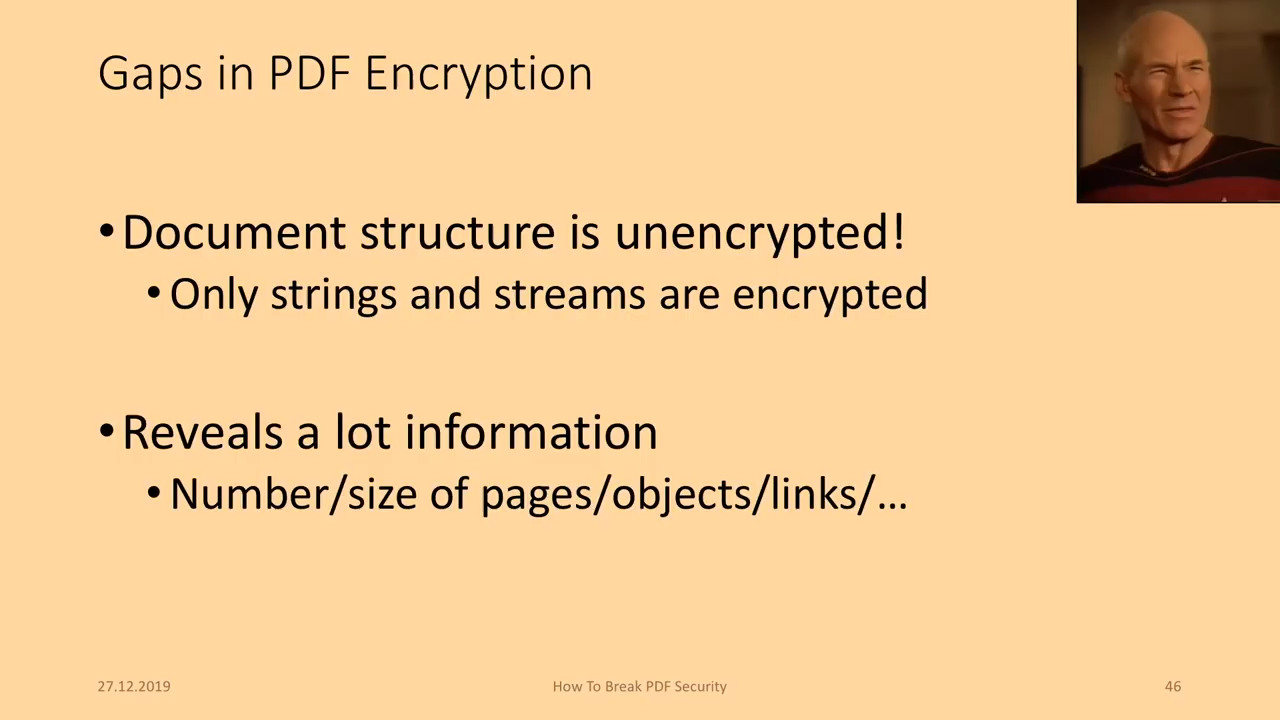 Gaps in PDF Encryption
•Document structure is unencrypted!
•Only strings and streams are encrypted
•Reveals a lot information
•Number/size of pages/objects/links/…
27.12.2019
How To Break PDF Security
46